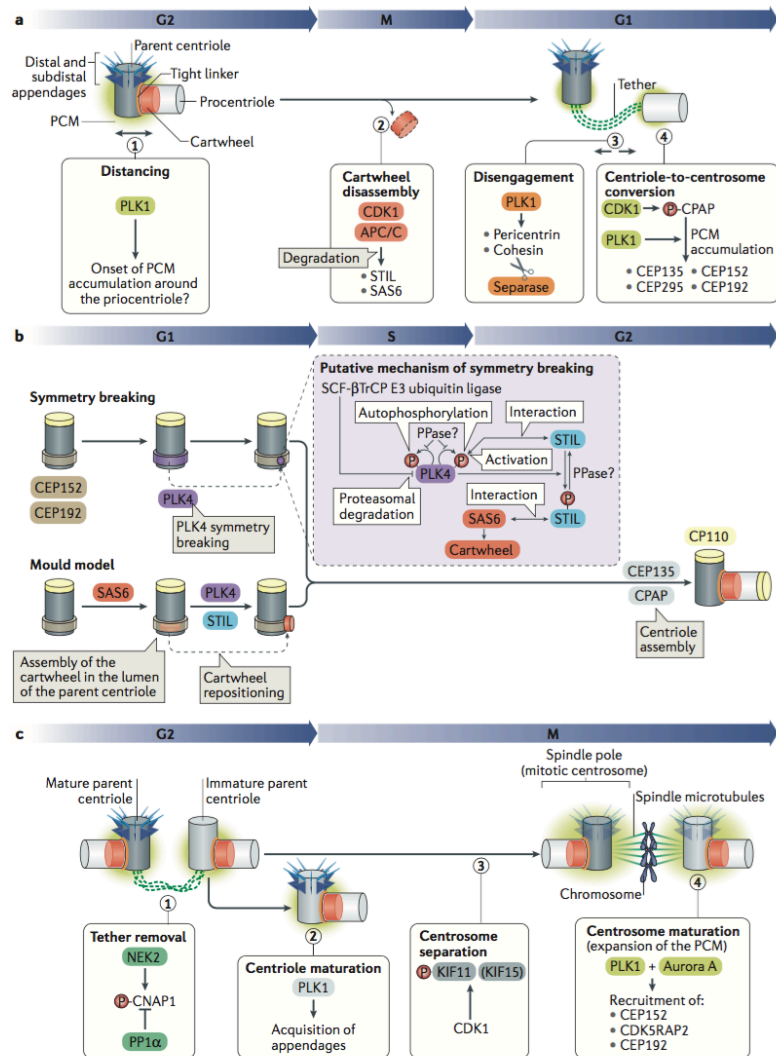 a
G2
M
G1
Parent centriole
Distal and
subdistal
appendages
Tight linker
Procentriole
PCM
Cartwheel
Tether
1
2
3
4
Distancing
PLK1
Onset of PCM
accumulation around
the priocentriole?
Cartwheel
disassembly
CDK1
APC/C
Degradation
• STIL
• SAS6
Disengagement
PLK1
• Pericentrin
• Cohesin
Separase
Centriole-to-centrosome
conversion
CDK1
P-CPAP
PLK1
PCM
accumulation
• CEP135 • CEP152
• CEP295 • CEP192
b
G1
S
G2
Symmetry breaking
CEP152
CEP192
PLK4
PLK4 symmetry
breaking
Putative mechanism of symmetry breaking
SCF-βTrCP E3 ubiquitin ligase
Autophosphorylation
Interaction
PPase?
STIL
P
P
PLK4
Activation
PPase?
Proteasomal
degradation
Interaction
P
SAS6
STIL
Cartwheel
Mould model
SAS6
PLK4
STIL
Assembly of the
cartwheel in the lumen
of the parent centriole
Cartwheel
repositioning
CP110
CEP135
CPAP
Centriole
assembly
c
G2
M
Mature parent
centriole
Immature parent
centriole
Spindle pole
(mitotic centrosome)
Spindle microtubules
Chromosome
1
2
3
4
Tether removal
NEK2
P-CNAP1
PP1α
Centriole maturation
PLK1
Acquisition of
appendages
Centrosome
separation
P KIF11 (KIF15)
CDK1
Centrosome maturation
(expansion of the PCM)
PLK1 + Aurora A
Recruitment of:
• CEP152
• CDK5RAP2
• CEP192